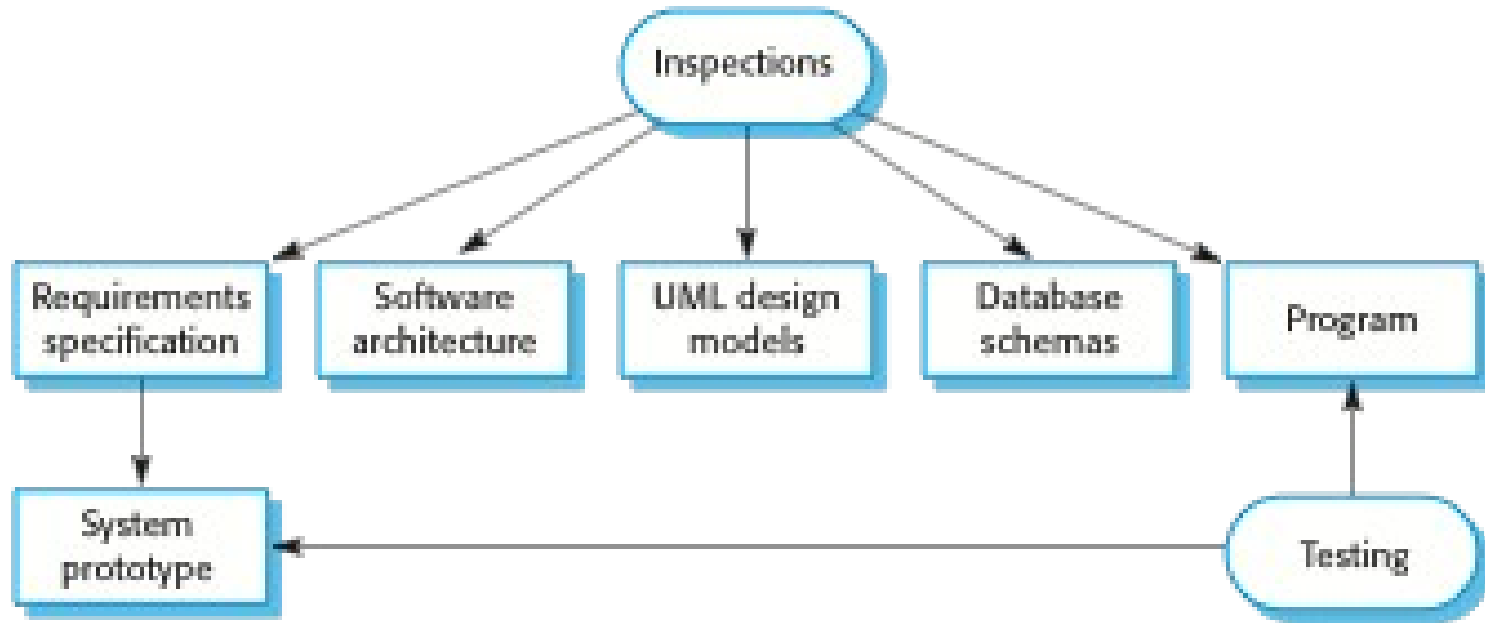 Inspections
Requirements
specification
Software
architecture
UML design
models
Database
schemas
Program
System
prototype
Testing